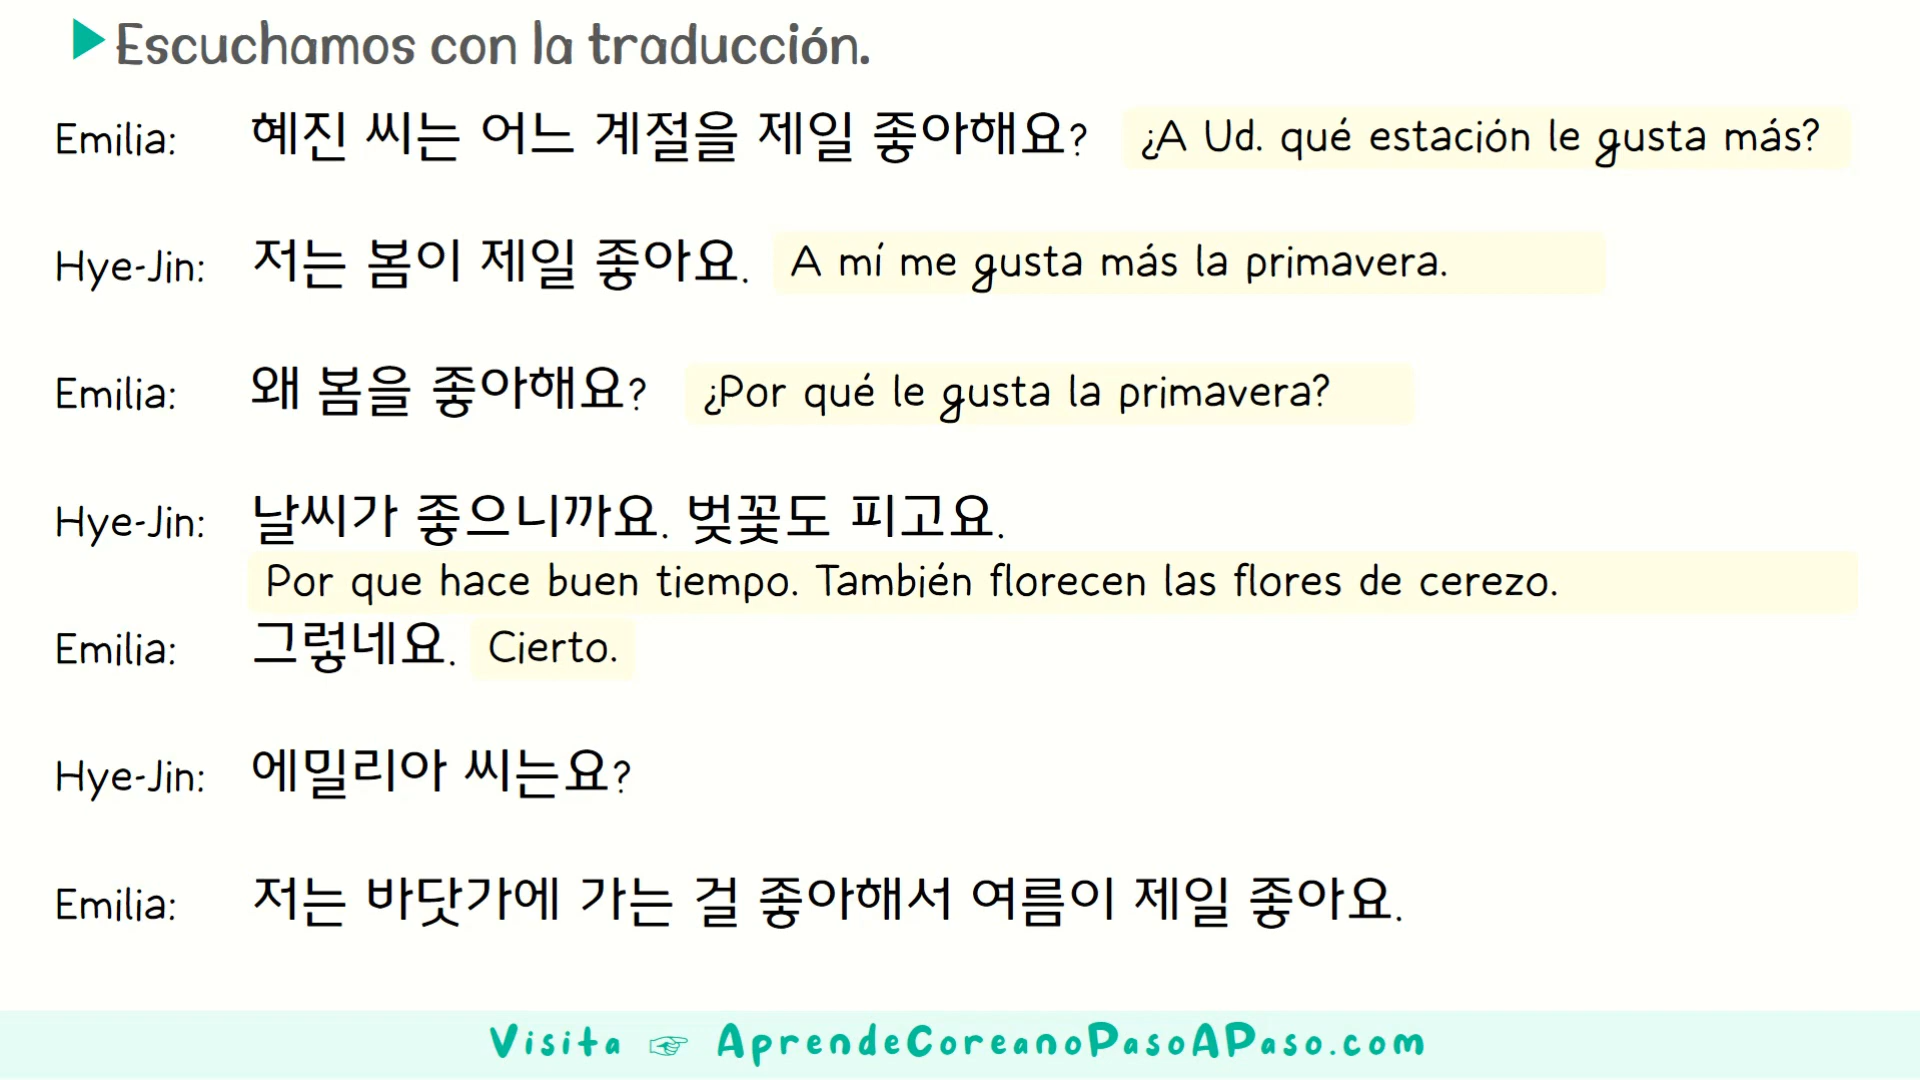 Escuchamos con la traducción.
Emilia: 혜진 씨는 어느 계절을 제일 좋아해요? ¿A Ud. qué estación le gusta más?
Hye-Jin: 저는 봄이 제일 좋아요. A mí me gusta más la primavera.
Emilia: 왜 봄을 좋아해요? ¿Por qué le gusta la primavera?
Hye-Jin: 날씨가 좋으니까요. 벚꽃도 피고요.
Por que hace buen tiempo. También florecen las flores de cerezo.
Emilia: 그렇네요. Cierto.
Hye-Jin: 에밀리아 씨는요?
Emilia: 저는 바닷가에 가는 걸 좋아해서 여름이 제일 좋아요.
Visita ☞ AprendeCoreanoPasoAPaso.com